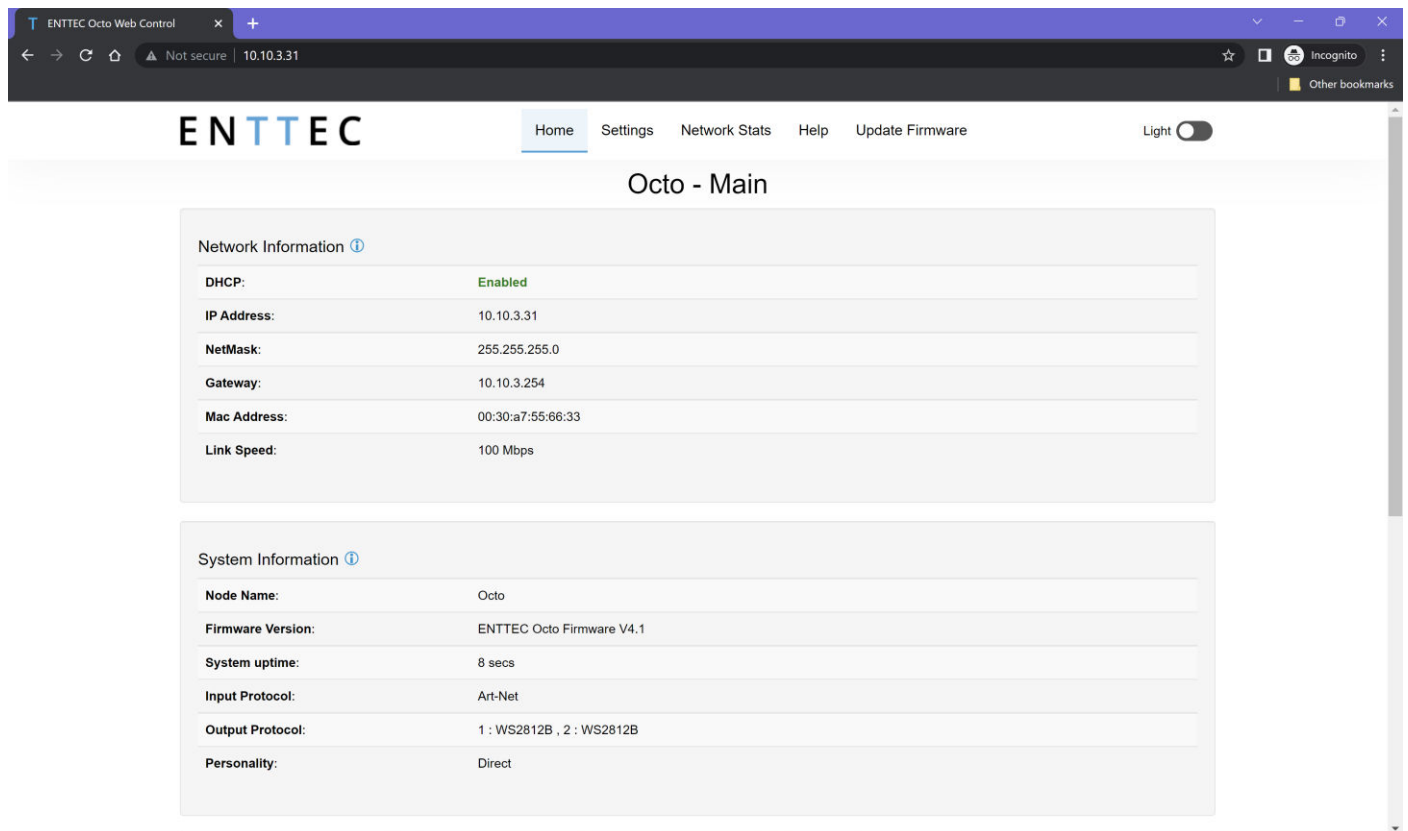 ENTTEC Octo Web Control
Not secure 10.10.3.31
Incognito
Other bookmarks
ENTTEC Home Settings Network Stats Help Update Firmware Light
Octo - Main
Network Information
DHCP: Enabled
IP Address: 10.10.3.31
NetMask: 255.255.255.0
Gateway: 10.10.3.254
Mac Address: 00:30:a7:55:66:33
Link Speed: 100 Mbps
System Information
Node Name: Octo
Firmware Version: ENTTEC Octo Firmware V4.1
System uptime: 8 secs
Input Protocol: Art-Net
Output Protocol: 1 : WS2812B , 2 : WS2812B
Personality: Direct